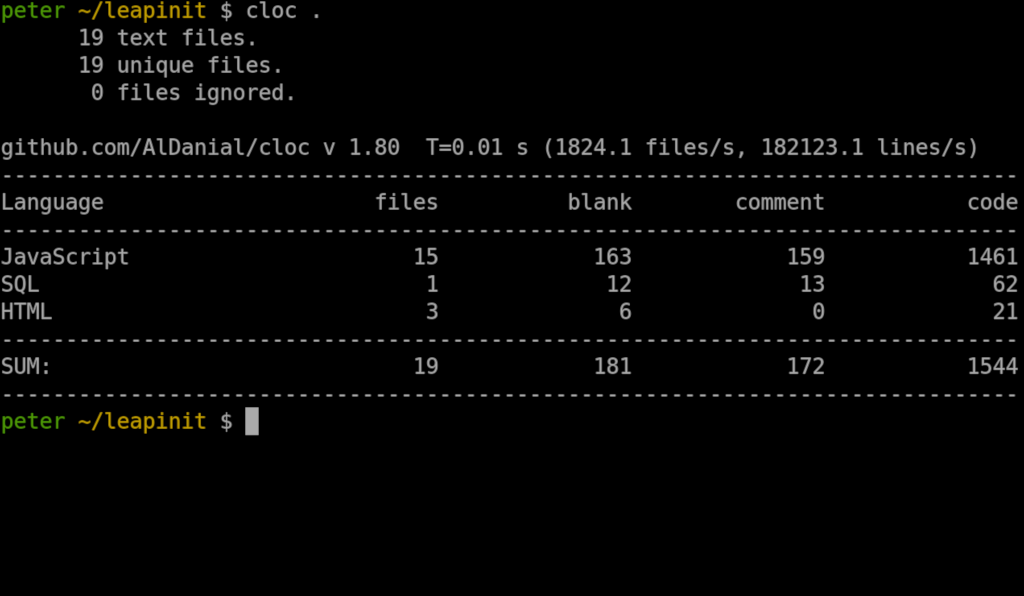 peter ~/leapinit $ cloc .
      19 text files.
      19 unique files.
       0 files ignored.
github.com/AlDanial/cloc v 1.80  T=0.01 s (1824.1 files/s, 182123.1 lines/s)
-------------------------------------------------------------------------------
Language                     files          blank        comment           code
-------------------------------------------------------------------------------
JavaScript                      15            163            159           1461
SQL                              1             12             13             62
HTML                             3              6              0             21
-------------------------------------------------------------------------------
SUM:                            19            181            172           1544
-------------------------------------------------------------------------------
peter ~/leapinit $